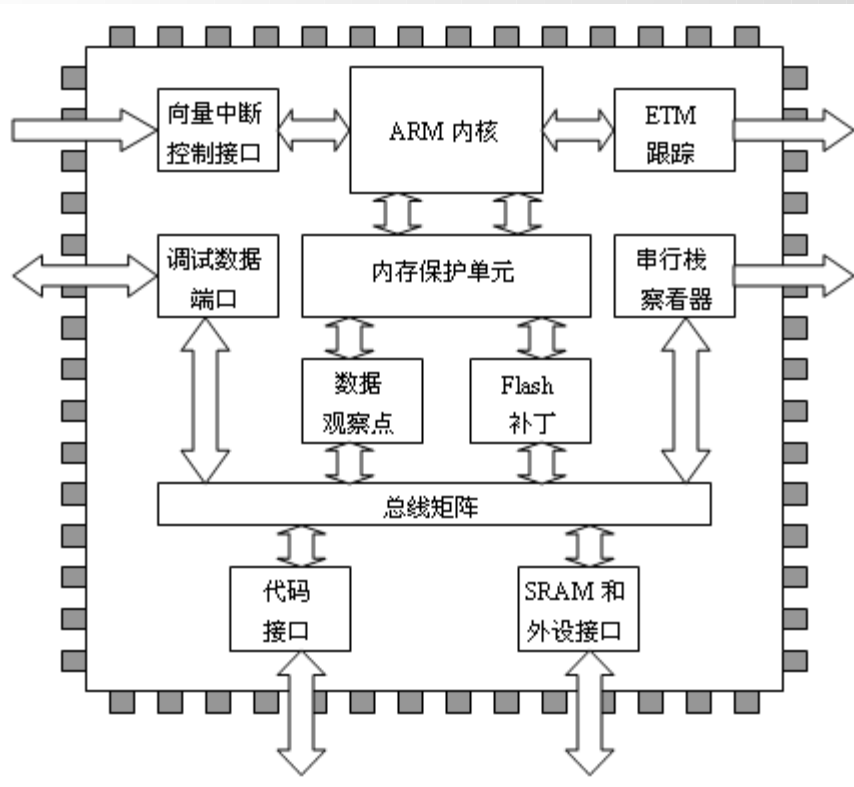 向量中断
控制接口
ARM 内核
ETM
跟踪
调试数据
端口
内存保护单元
串行栈
察看器
数据
观察点
Flash
补丁
总线矩阵
代码
接口
SRAM 和
外设接口